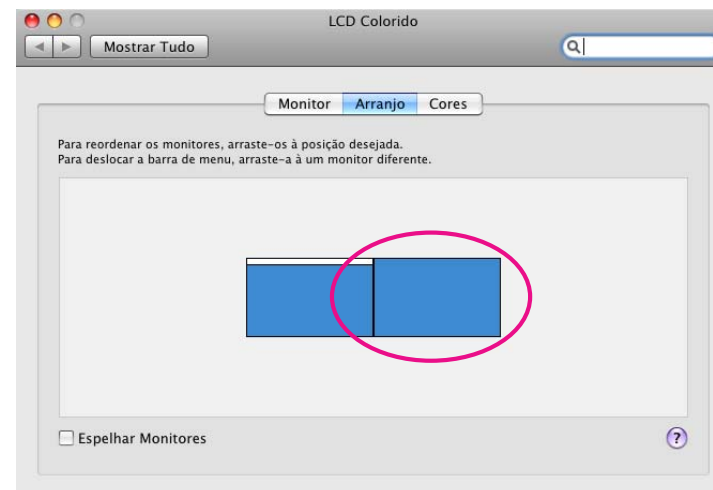 LCD Colorido
Mostrar Tudo
Monitor Arranjo Cores
Para reordenar os monitores, arraste-os à posição desejada.
Para deslocar a barra de menu, arraste-a à um monitor diferente.
Espelhar Monitores
?